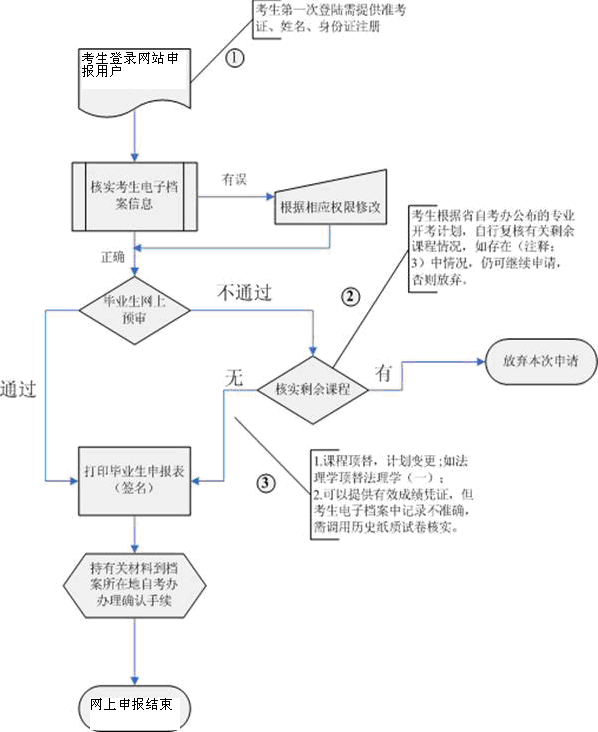 考生第一次登陆需提供准考
证、姓名、身份证注册
①
考生登录网站申
报用户
核实考生电子档
案信息
有误
根据相应权限修改
正确
考生根据省自考办公布的专业
开考计划，自行复核有关剩余
课程情况，如存在（注释；
3）中情况，仍可继续申请，
否则放弃。
②
毕业生网上
预审
不通过
通过
无
核实剩余课程
有
放弃本次申请
打印毕业生申报表
（签名）
③
1.课程顶替，计划变更;如法
理学顶替法理学（一）；
2.可以提供有效成绩凭证，但
考生电子档案中记录不准确，
需调用历史纸质试卷核实。
持有关材料到档
案所在地自考办
办理确认手续
网上申报结束